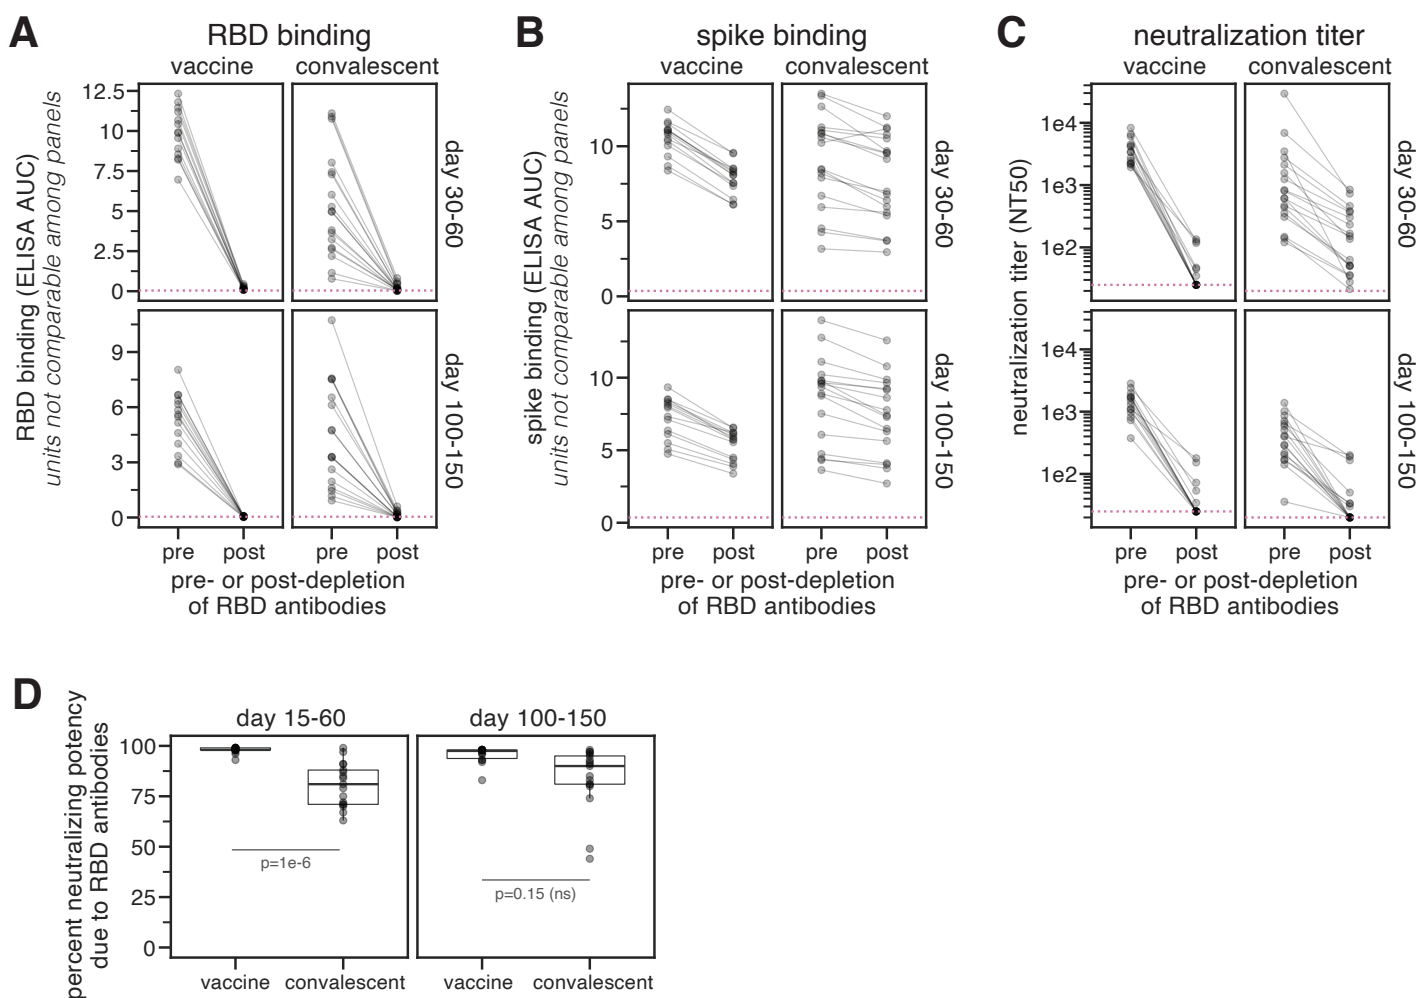 A
RBD binding
vaccine
convalescent
RBD binding (ELISA AUC)
units not comparable among panels
12.5
10
7.5
5
2.5
0
day 30-60
9
6
3
0
day 100-150
pre
post
pre
post
pre- or post-depletion
of RBD antibodies
B
spike binding
vaccine
convalescent
spike binding (ELISA AUC)
units not comparable among panels
10
5
0
day 30-60
10
5
0
day 100-150
pre
post
pre
post
pre- or post-depletion
of RBD antibodies
C
neutralization titer
vaccine
convalescent
neutralization titer (NT50)
1e4
1e3
1e2
day 30-60
1e4
1e3
1e2
day 100-150
pre
post
pre
post
pre- or post-depletion
of RBD antibodies
D
percent neutralizing potency
due to RBD antibodies
day 15-60
day 100-150
100
75
50
25
0
p=1e-6
p=0.15 (ns)
vaccine
convalescent
vaccine
convalescent